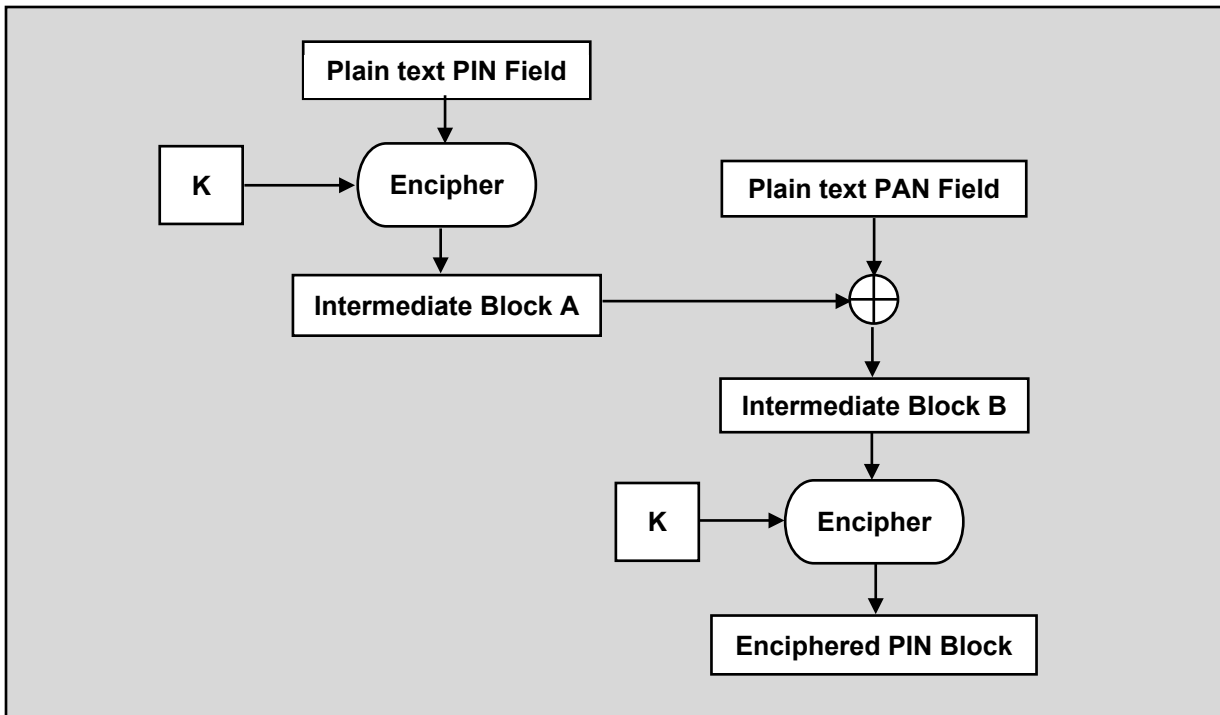 Plain text PIN Field
K
Encipher
Plain text PAN Field
Intermediate Block A
Intermediate Block B
K
Encipher
Enciphered PIN Block